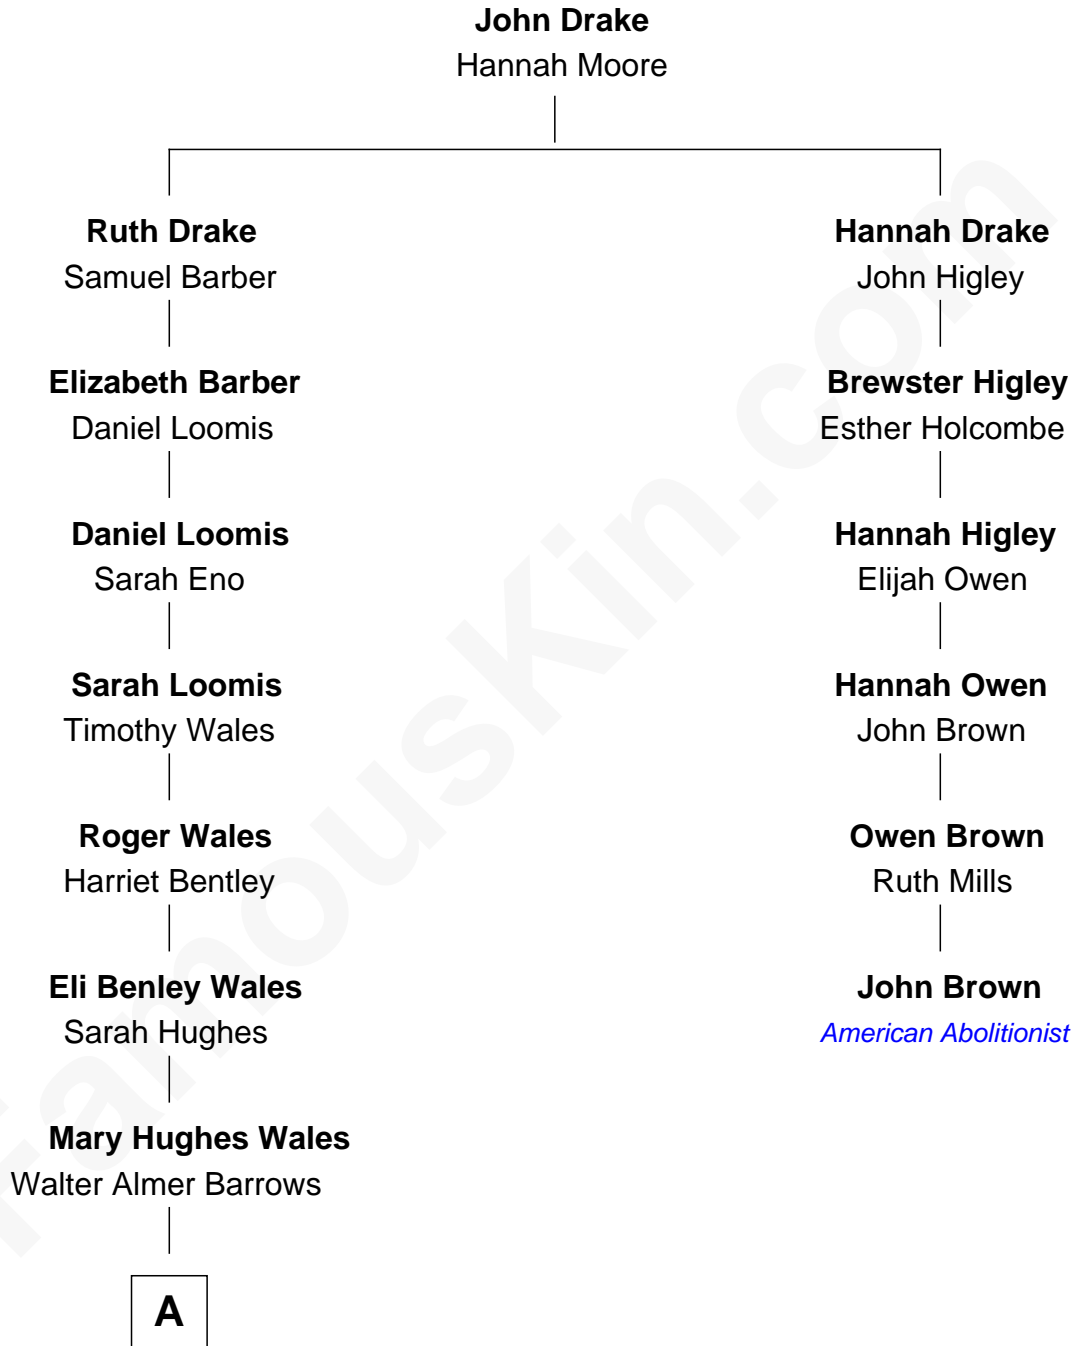 John Drake
Hannah Moore
Ruth Drake
Samuel Barber
Hannah Drake
John Higley
Elizabeth Barber
Daniel Loomis
Brewster Higley
Esther Holcombe
Daniel Loomis
Sarah Eno
Hannah Higley
Elijah Owen
Sarah Loomis
Timothy Wales
Hannah Owen
John Brown
Roger Wales
Harriet Bentley
Owen Brown
Ruth Mills
Eli Benley Wales
Sarah Hughes
John Brown
American Abolitionist
Mary Hughes Wales
Walter Almer Barrows
A
FamousKin.com